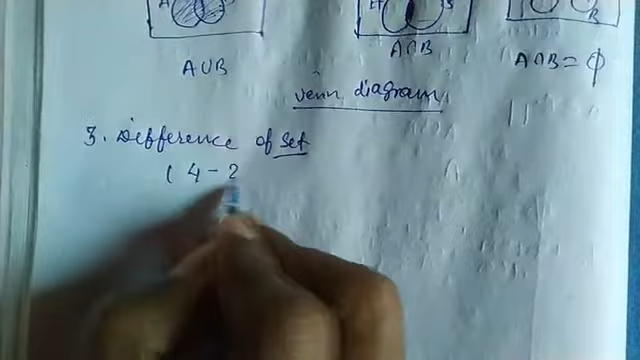 A B
A B
B
A∪B
A∩B
A∩B = ϕ
Venn diagram
3. Difference of set
( 4 - 2